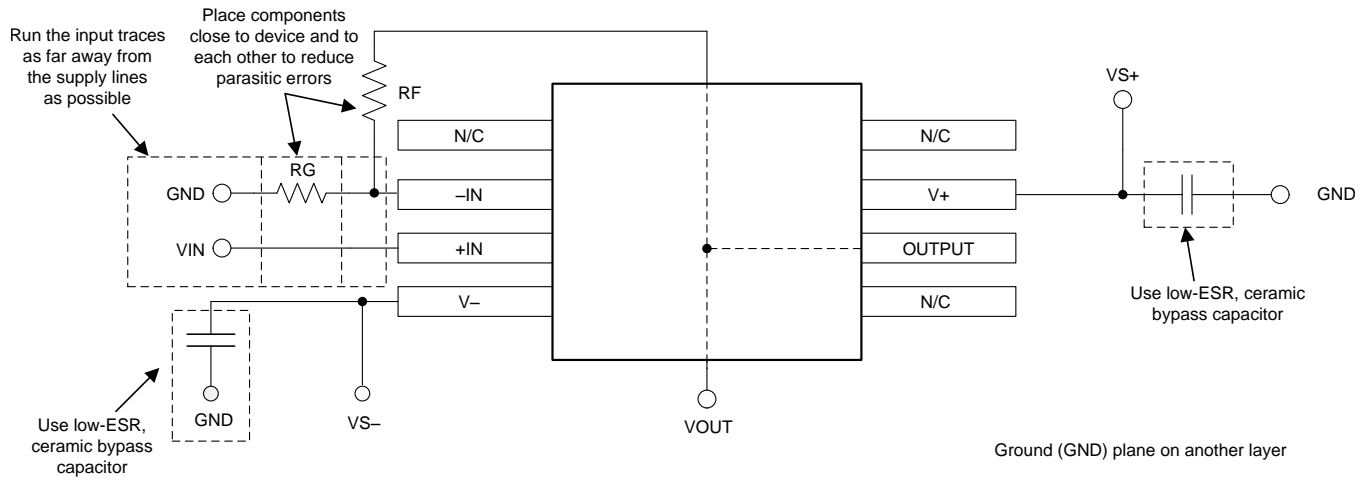 Run the input traces
as far away from
the supply lines
as possible
Place components
close to device and to
each other to reduce
parasitic errors
RF
VS+
N/C
N/C
RG
GND
–IN
V+
GND
VIN
+IN
OUTPUT
V–
N/C
Use low-ESR, ceramic
bypass capacitor
GND
VS–
VOUT
Use low-ESR,
ceramic bypass
capacitor
Ground (GND) plane on another layer